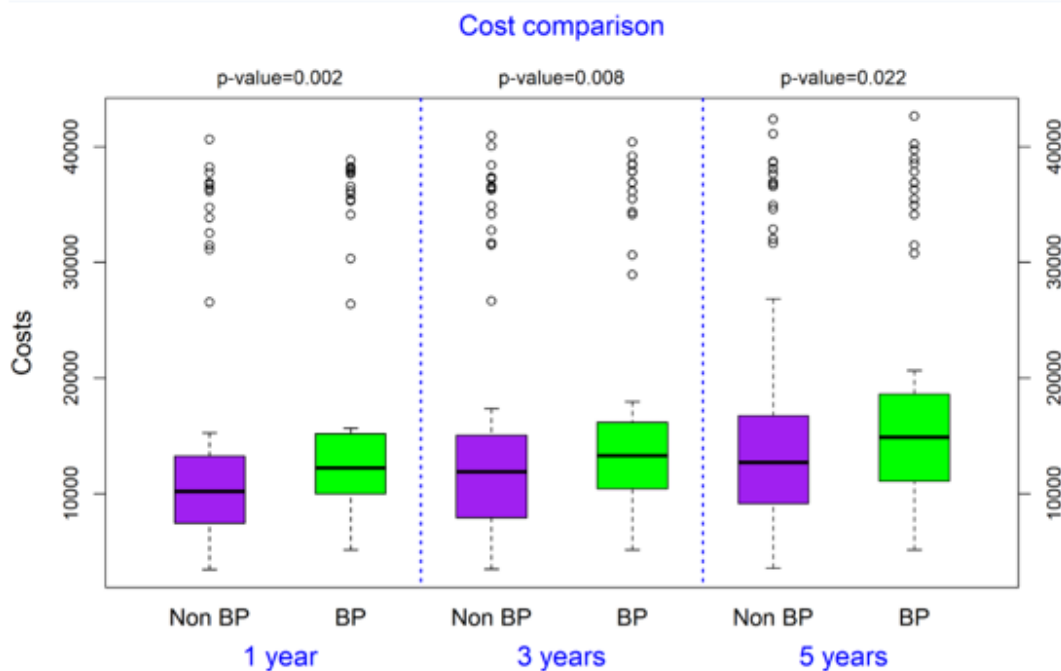 Cost comparison
p-value=0.002 p-value=0.008 p-value=0.022
Costs
40000
30000
20000
10000
40000
30000
20000
10000
Non BP BP Non BP BP Non BP BP
1 year 3 years 5 years